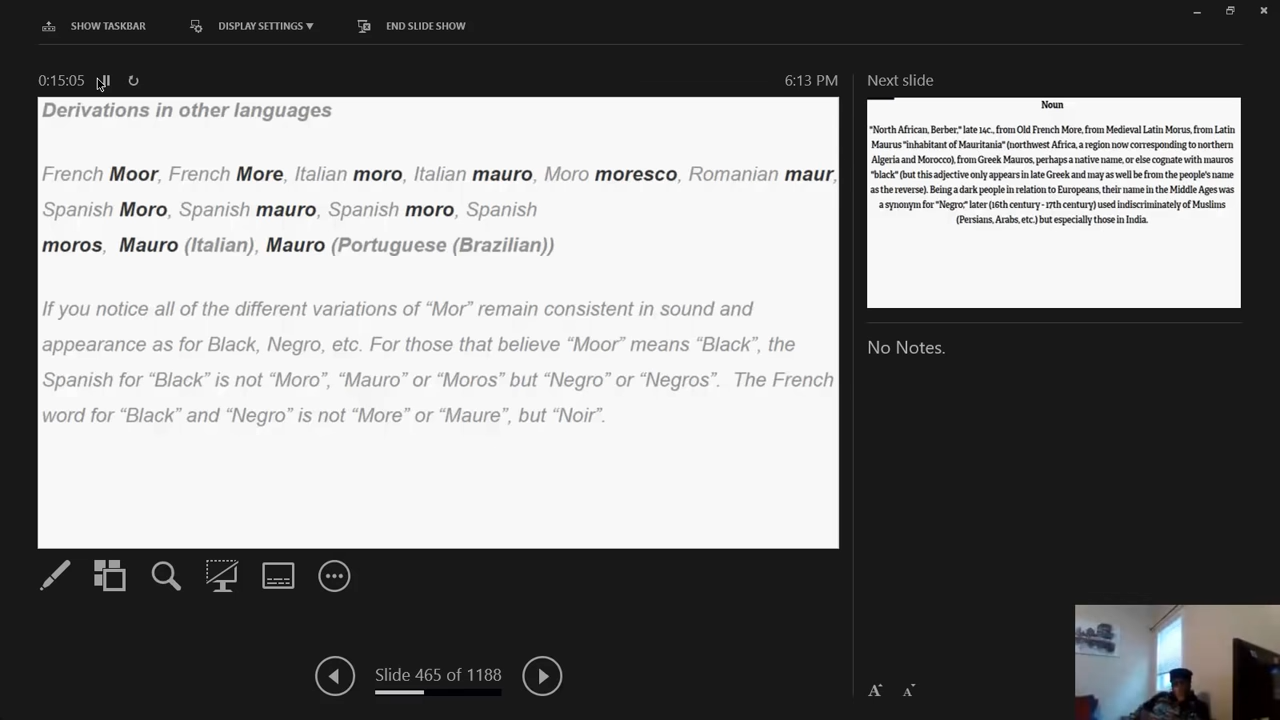 SHOW TASKBAR
DISPLAY SETTINGS ▼
END SLIDE SHOW
0:15:05
6:13 PM
Derivations in other languages
French Moor, French More, Italian moro, Italian mauro, Moro moresco, Romanian maur,
Spanish Moro, Spanish mauro, Spanish moro, Spanish
moros, Mauro (Italian), Mauro (Portuguese (Brazilian))
If you notice all of the different variations of “Mor” remain consistent in sound and
appearance as for Black, Negro, etc. For those that believe “Moor” means “Black”, the
Spanish for “Black” is not “Moro”, “Mauro” or “Moros” but “Negro” or “Negros”. The French
word for “Black” and “Negro” is not “More” or “Maure”, but “Noir”.
Slide 465 of 1188
Next slide
Noun
"North African, Berber," late 14c., from Old French More, from Medieval Latin Morus, from Latin
Maurus "inhabitant of Mauritania" (northwest Africa, a region now corresponding to northern
Algeria and Morocco), from Greek Mauros, perhaps a native name, or else cognate with mauros
"black" (but this adjective only appears in late Greek and may as well be from the people's name
as the reverse). Being a dark people in relation to Europeans, their name in the Middle Ages was
a synonym for "Negro;" later (16th century - 17th century) used indiscriminately of Muslims
(Persians, Arabs, etc.) but especially those in India.
No Notes.
A A